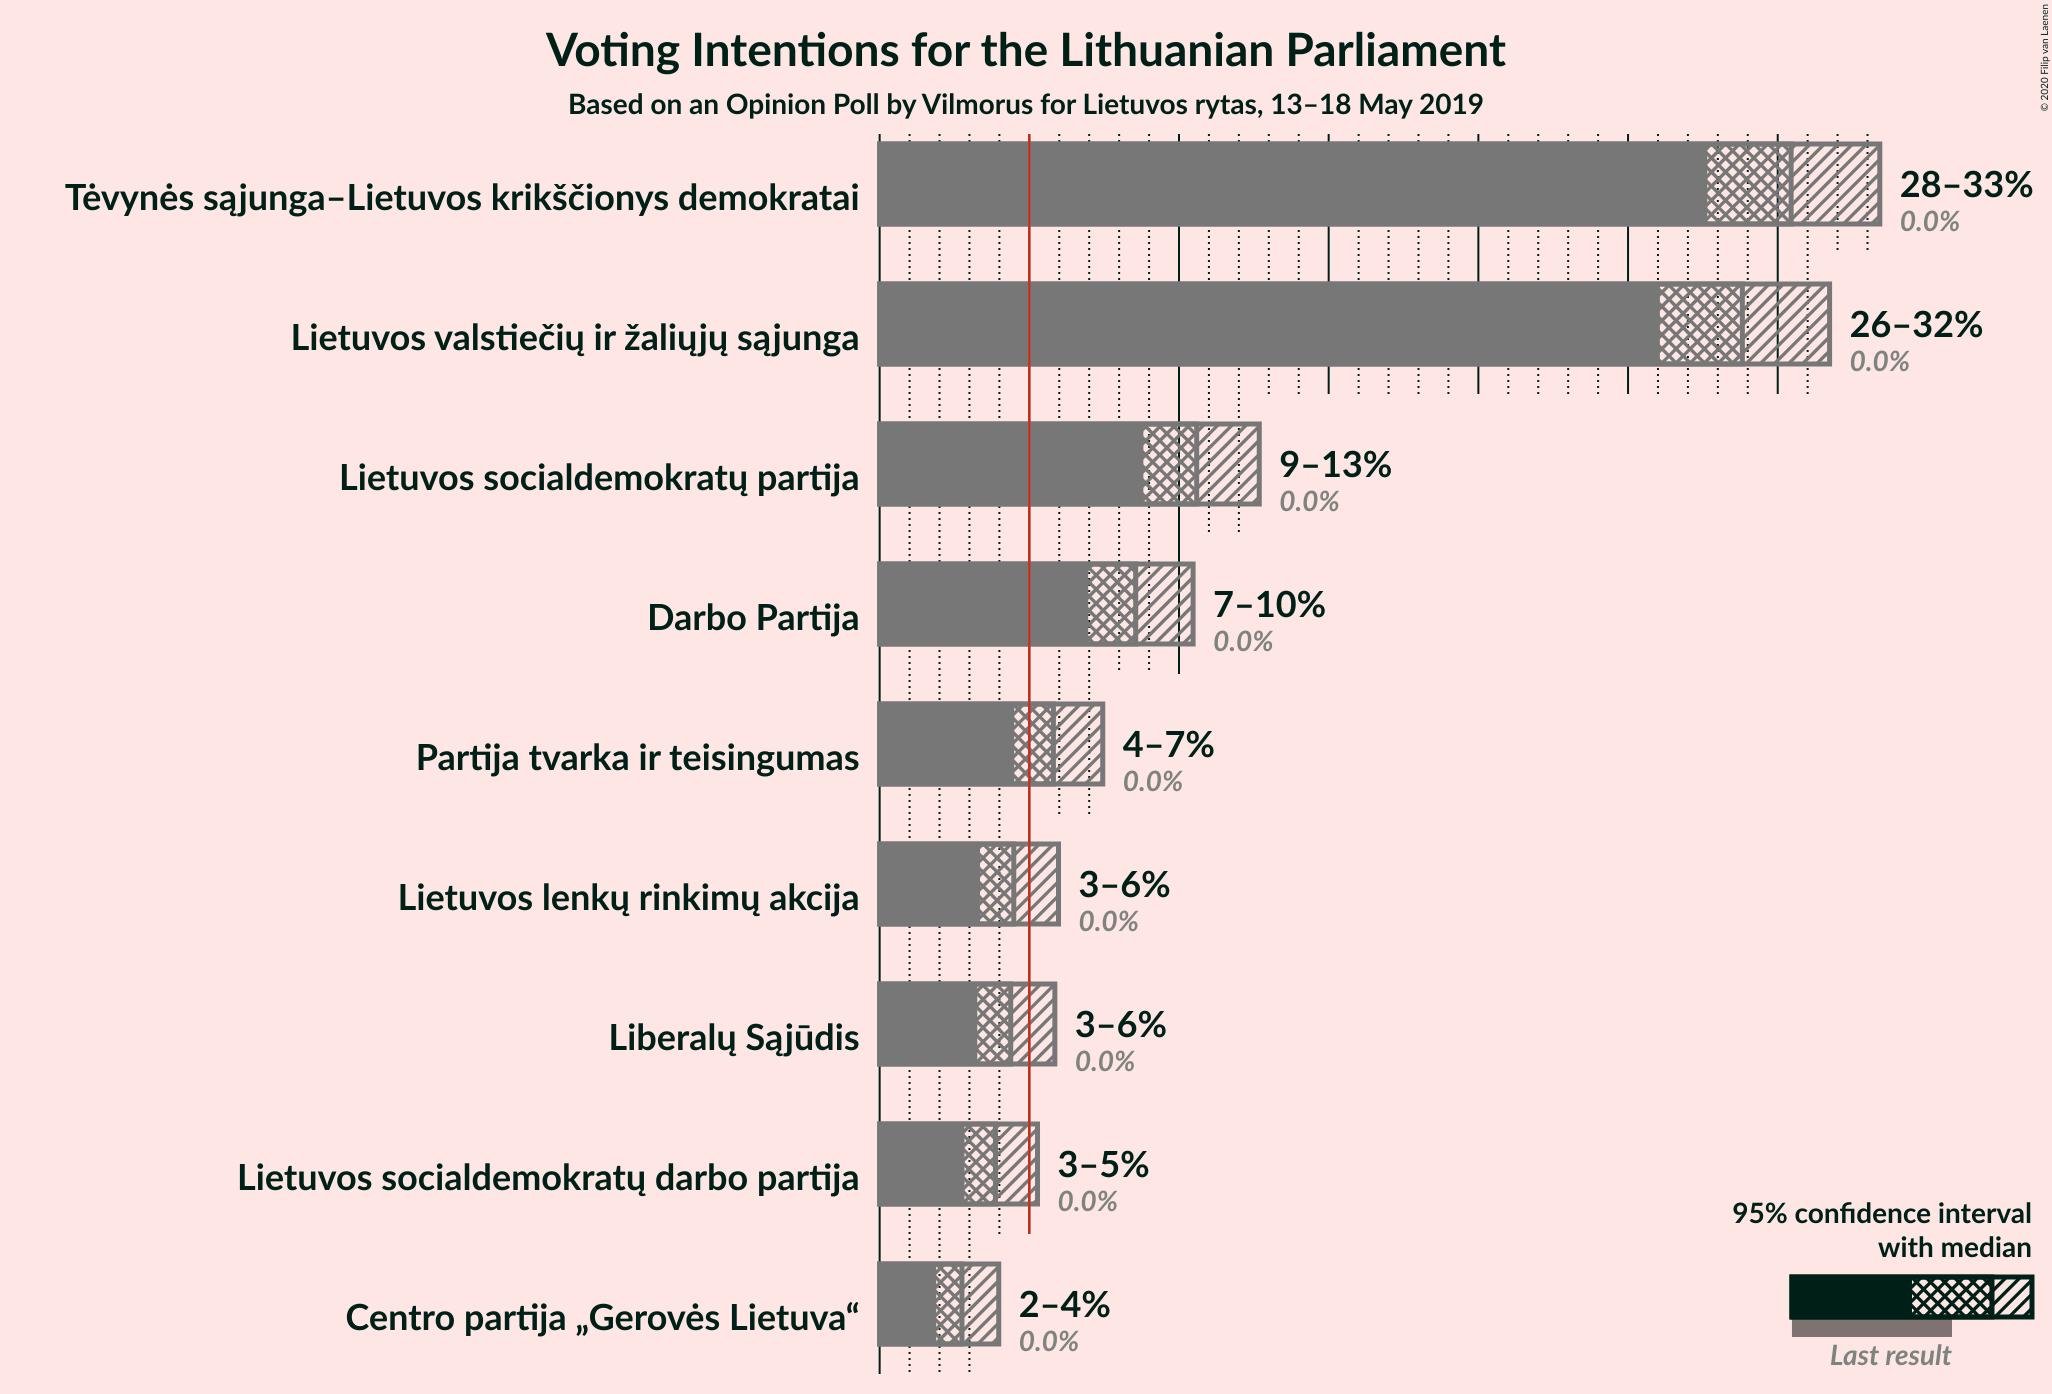 Voting Intentions for the Lithuanian Parliament
Based on an Opinion Poll by Vilmorus for Lietuvos rytas, 13–18 May 2019
© 2020 Filip van Laenen
Tėvynės sąjunga–Lietuvos krikščionys demokratai
28–33%
0.0%
Lietuvos valstiečių ir žaliųjų sąjunga
26–32%
0.0%
Lietuvos socialdemokratų partija
9–13%
0.0%
Darbo Partija
7–10%
0.0%
Partija tvarka ir teisingumas
4–7%
0.0%
Lietuvos lenkų rinkimų akcija
3–6%
0.0%
Liberalų Sąjūdis
3–6%
0.0%
Lietuvos socialdemokratų darbo partija
3–5%
0.0%
Centro partija „Gerovės Lietuva“
2–4%
0.0%
95% confidence interval
with median
Last result